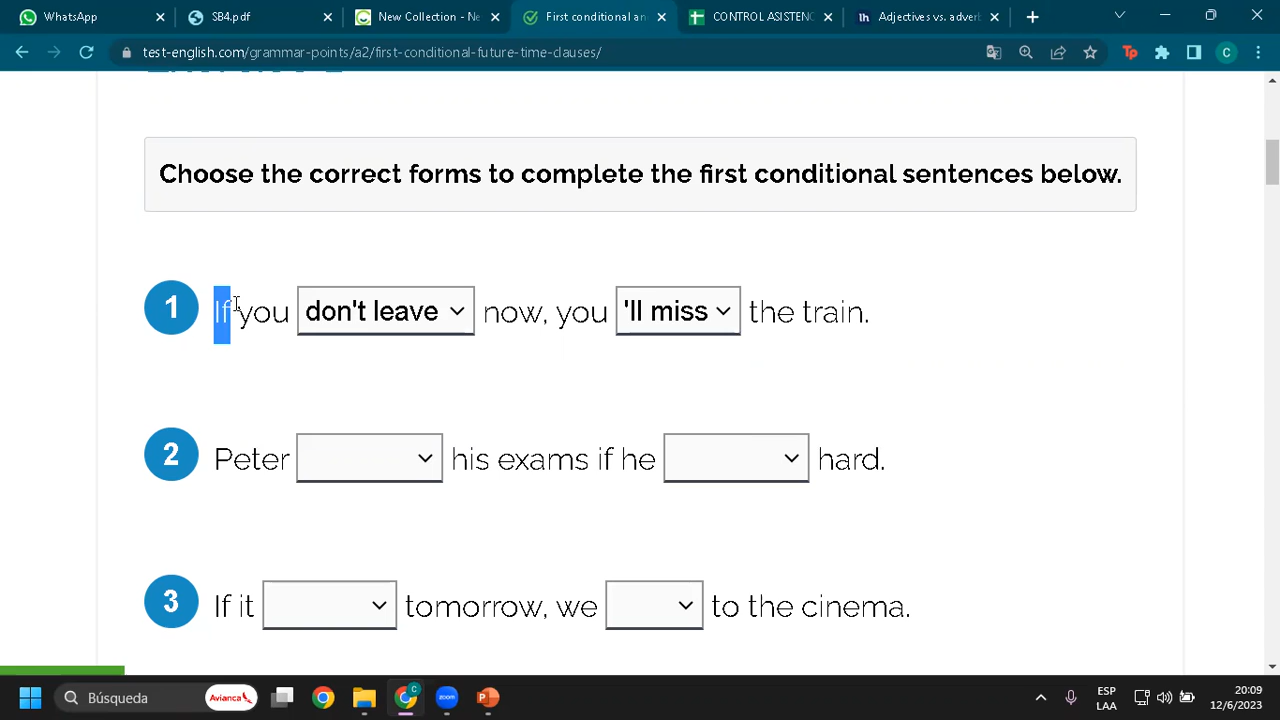 WhatsApp
SB4.pdf
New Collection - Ne
First conditional an
CONTROL ASISTENC
Adjectives vs. adverb
test-english.com/grammar-points/a2/first-conditional-future-time-clauses/
Choose the correct forms to complete the first conditional sentences below.
1 If you don't leave now, you 'll miss the train.
2 Peter his exams if he hard.
3 If it tomorrow, we to the cinema.
Búsqueda
Avianca
zoom
ESP
LAA
20:09
12/6/2023